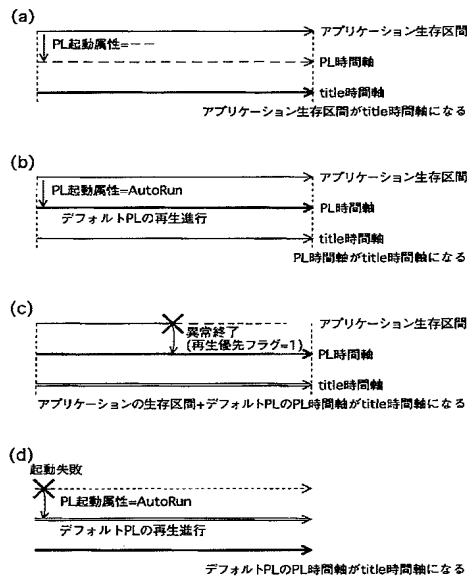 (a)
アプリケーション生存区間
PL起動属性=−−
PL時間軸
title時間軸
アプリケーション生存区間がtitle時間軸になる
(b)
アプリケーション生存区間
PL起動属性=AutoRun
PL時間軸
デフォルトPLの再生進行
title時間軸
PL時間軸がtitle時間軸になる
(c)
アプリケーション生存区間
異常終了
(再生優先フラグ=1)
PL時間軸
title時間軸
アプリケーションの生存区間+デフォルトPLのPL時間軸がtitle時間軸になる
(d)
起動失敗
PL起動属性=AutoRun
デフォルトPLの再生進行
デフォルトPLのPL時間軸がtitle時間軸になる